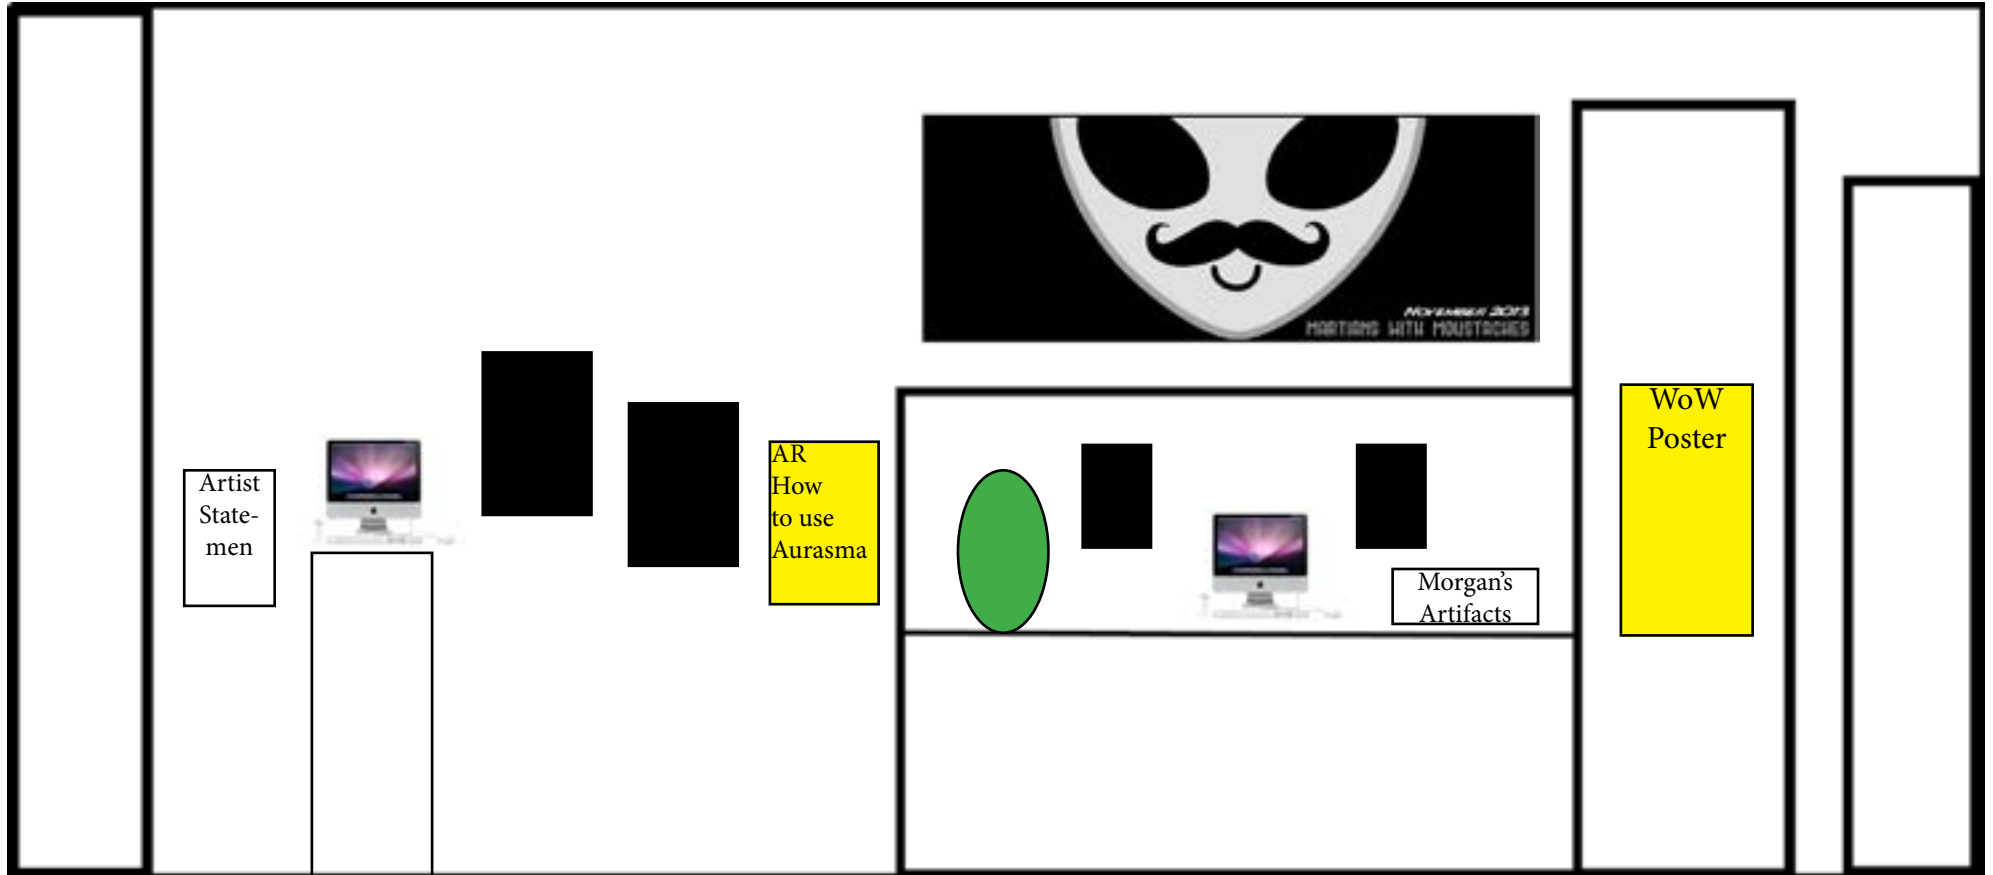 NOVEMBER 2013
MARTIANS WITH MOUSTACHES
Artist
State-
men
AR
How
to use
Aurasma
Morgan's
Artifacts
WoW
Poster